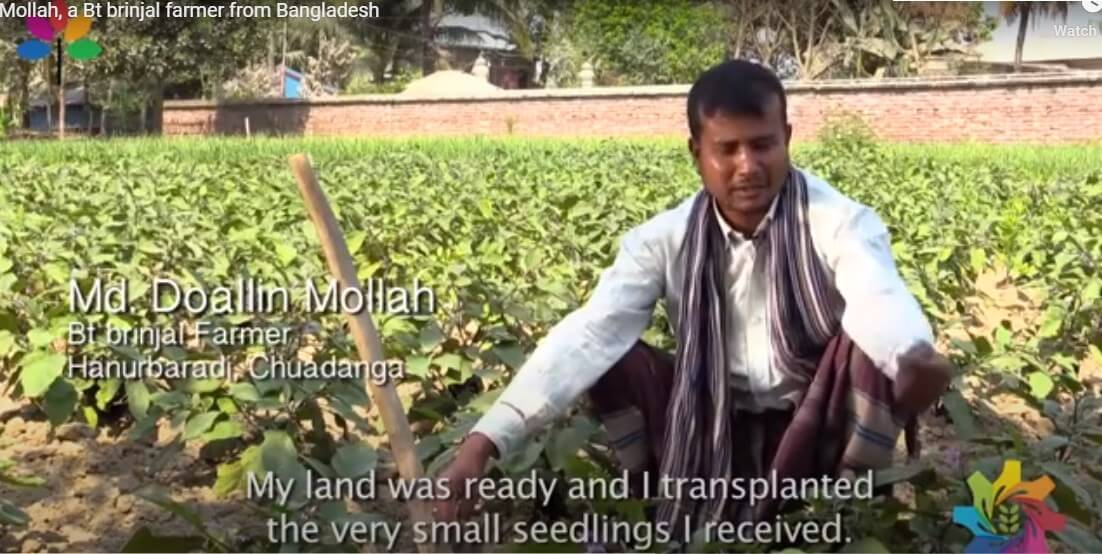 Mollah, a Bt brinjal farmer from Bangladesh
Watch
Md. Doallin Mollah
Bt brinjal Farmer
Hanurbaradi, Chuadanga
My land was ready and I transplanted
the very small seedlings I received.